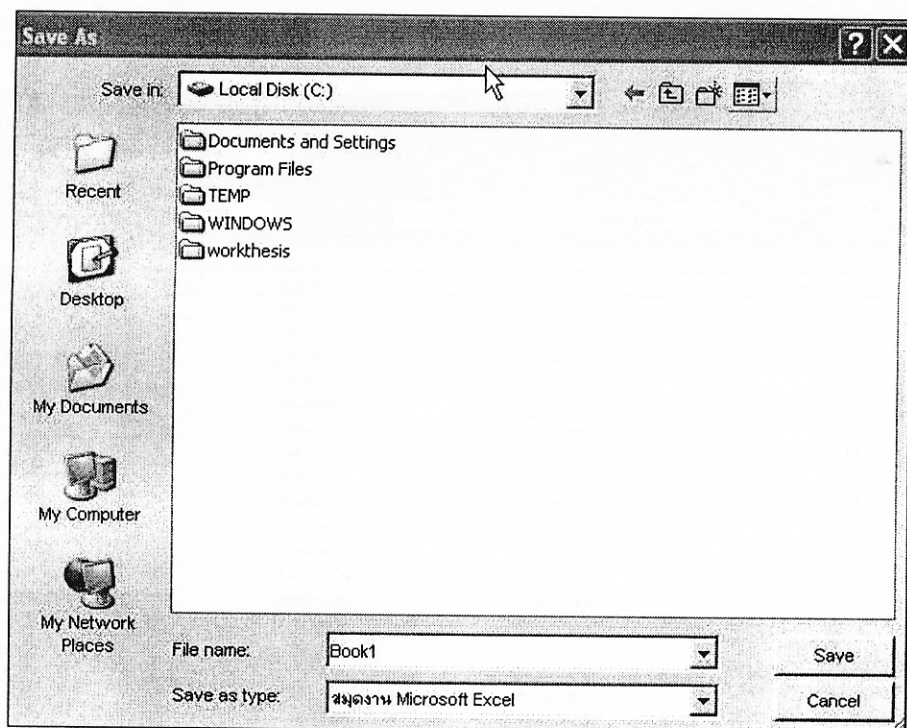 Save As
Save in: Local Disk (C:)
Documents and Settings
Program Files
TEMP
WINDOWS
workthesis
Recent
Desktop
My Documents
My Computer
My Network
Places
File name: Book1
Save
Save as type: สมุดงาน Microsoft Excel
Cancel